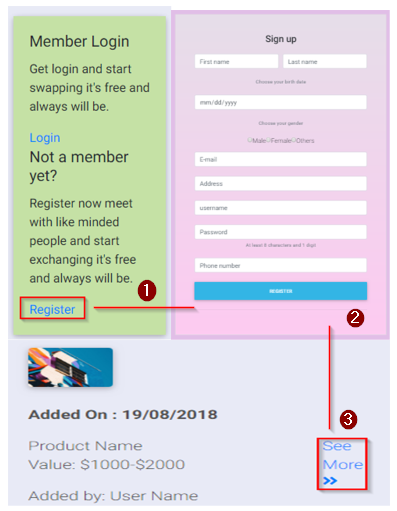 Member Login
Get login and start
swapping it's free and
always will be.
Login
Not a member
yet?
Register now meet
with like minded
people and start
exchanging it's free
and always will be.
Register
1
Sign up
First name
Last name
Choose your birth date
mm/dd/yyyy
Choose your gender
Male Female Others
E-mail
Address
username
Password
At least 8 characters and 1 digit
Phone number
REGISTER
2
Added On : 19/08/2018
Product Name
Value: $1000-$2000
Added by: User Name
3
See
More
>>